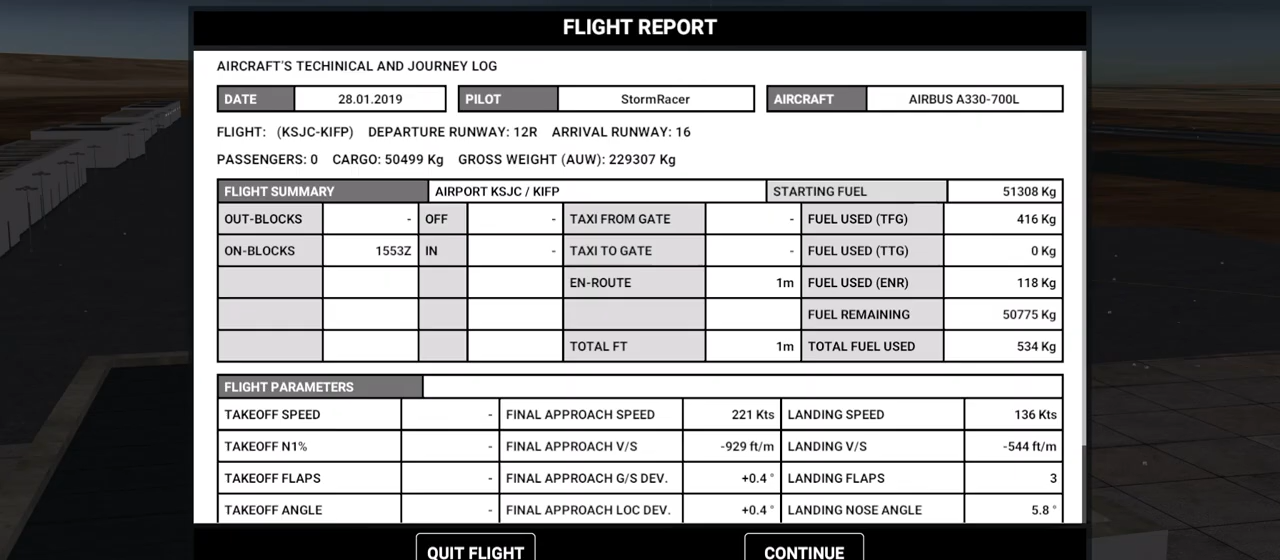 FLIGHT REPORT
AIRCRAFT'S TECHINICAL AND JOURNEY LOG
DATE 28.01.2019 PILOT StormRacer AIRCRAFT AIRBUS A330-700L
FLIGHT: (KSJC-KIFP) DEPARTURE RUNWAY: 12R ARRIVAL RUNWAY: 16
PASSENGERS: 0 CARGO: 50499 Kg GROSS WEIGHT (AUW): 229307 Kg
FLIGHT SUMMARY AIRPORT KSJC / KIFP STARTING FUEL 51308 Kg
OUT-BLOCKS - OFF - TAXI FROM GATE - FUEL USED (TFG) 416 Kg
ON-BLOCKS 1553Z IN - TAXI TO GATE - FUEL USED (TTG) 0 Kg
EN-ROUTE 1m FUEL USED (ENR) 118 Kg
FUEL REMAINING 50775 Kg
TOTAL FT 1m TOTAL FUEL USED 534 Kg
FLIGHT PARAMETERS
TAKEOFF SPEED - FINAL APPROACH SPEED 221 Kts LANDING SPEED 136 Kts
TAKEOFF N1% - FINAL APPROACH V/S -929 ft/m LANDING V/S -544 ft/m
TAKEOFF FLAPS - FINAL APPROACH G/S DEV. +0.4 ° LANDING FLAPS 3
TAKEOFF ANGLE - FINAL APPROACH LOC DEV. +0.4 ° LANDING NOSE ANGLE 5.8 °
QUIT FLIGHT CONTINUE